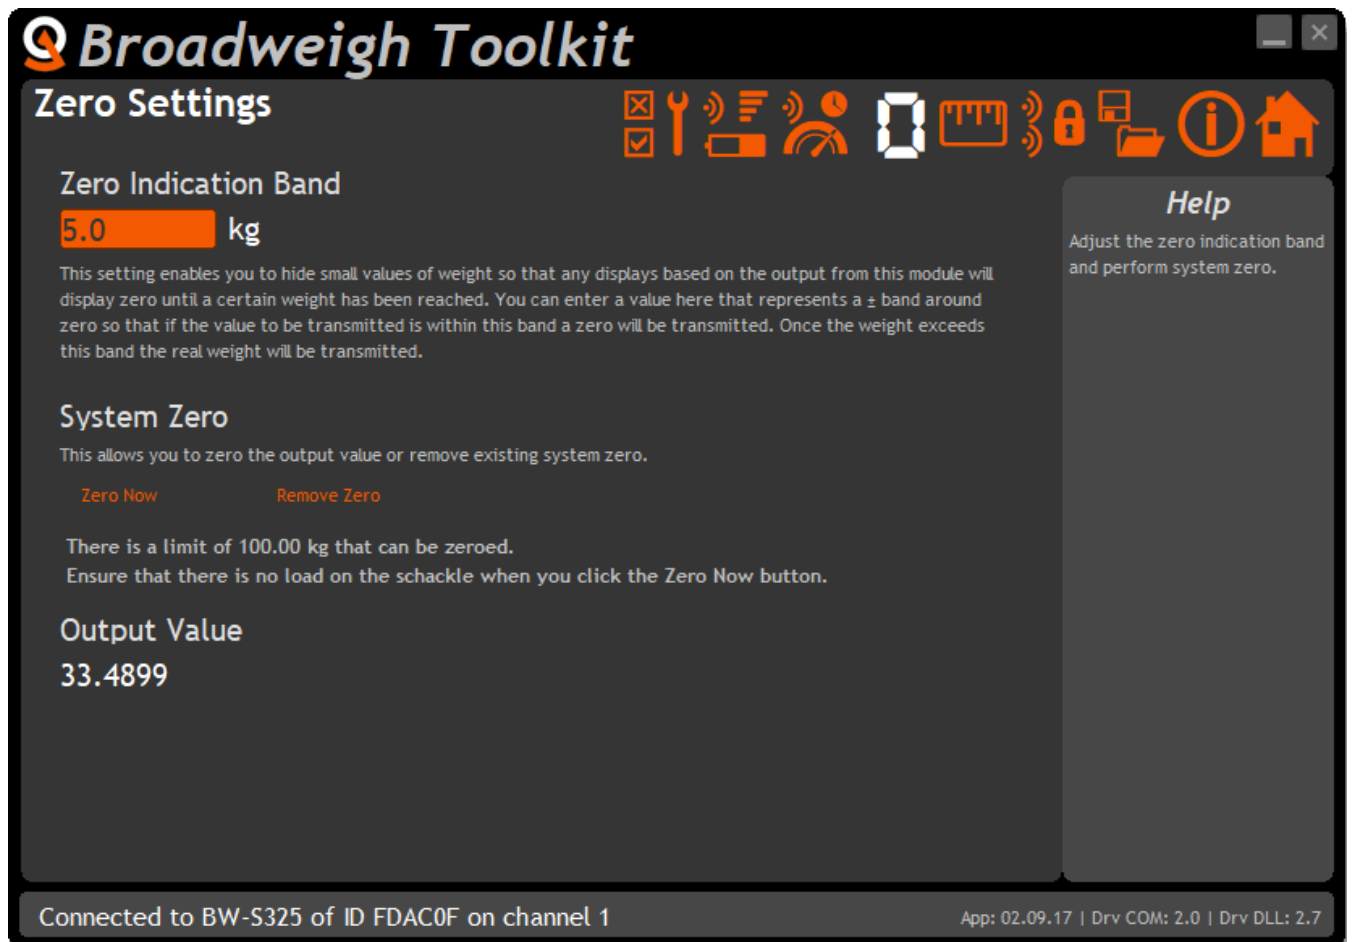 Broadweigh Toolkit
Zero Settings
Zero Indication Band
5.0 kg
This setting enables you to hide small values of weight so that any displays based on the output from this module will
display zero until a certain weight has been reached. You can enter a value here that represents a ± band around
zero so that if the value to be transmitted is within this band a zero will be transmitted. Once the weight exceeds
this band the real weight will be transmitted.
System Zero
This allows you to zero the output value or remove existing system zero.
Zero Now Remove Zero
There is a limit of 100.00 kg that can be zeroed.
Ensure that there is no load on the schackle when you click the Zero Now button.
Output Value
33.4899
Help
Adjust the zero indication band
and perform system zero.
Connected to BW-S325 of ID FDAC0F on channel 1
App: 02.09.17 | Drv COM: 2.0 | Drv DLL: 2.7